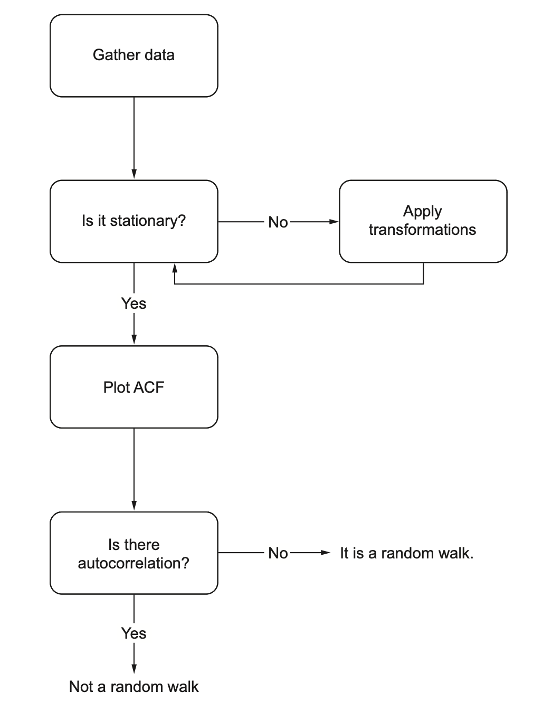 Gather data
Is it stationary?
No
Apply
transformations
Yes
Plot ACF
Is there
autocorrelation?
No
It is a random walk.
Yes
Not a random walk